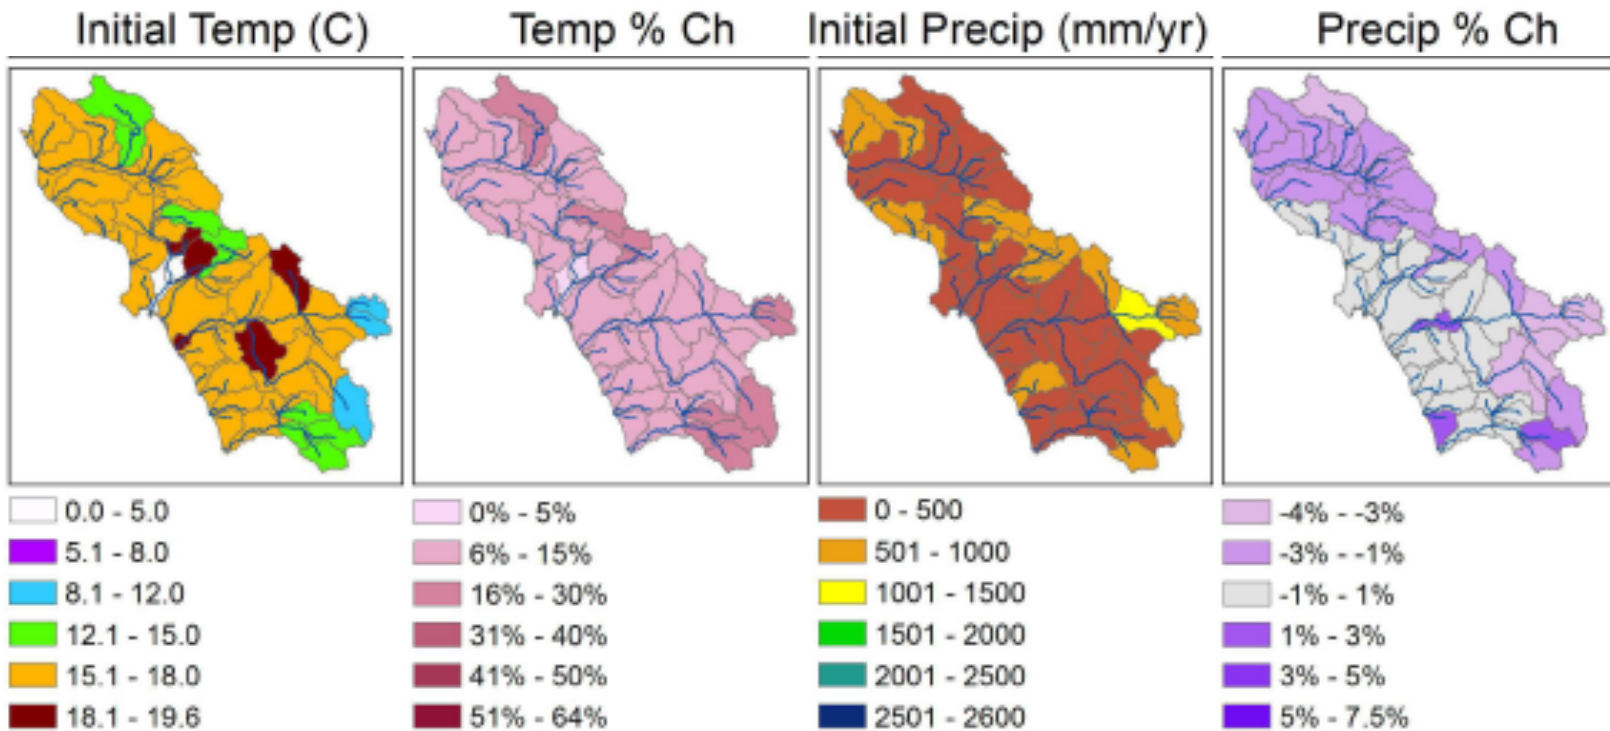 Initial Temp (C)
Temp % Ch
Initial Precip (mm/yr)
Precip % Ch
0.0 - 5.0
5.1 - 8.0
8.1 - 12.0
12.1 - 15.0
15.1 - 18.0
18.1 - 19.6
0% - 5%
6% - 15%
16% - 30%
31% - 40%
41% - 50%
51% - 64%
0 - 500
501 - 1000
1001 - 1500
1501 - 2000
2001 - 2500
2501 - 2600
-4% - -3%
-3% - -1%
-1% - 1%
1% - 3%
3% - 5%
5% - 7.5%